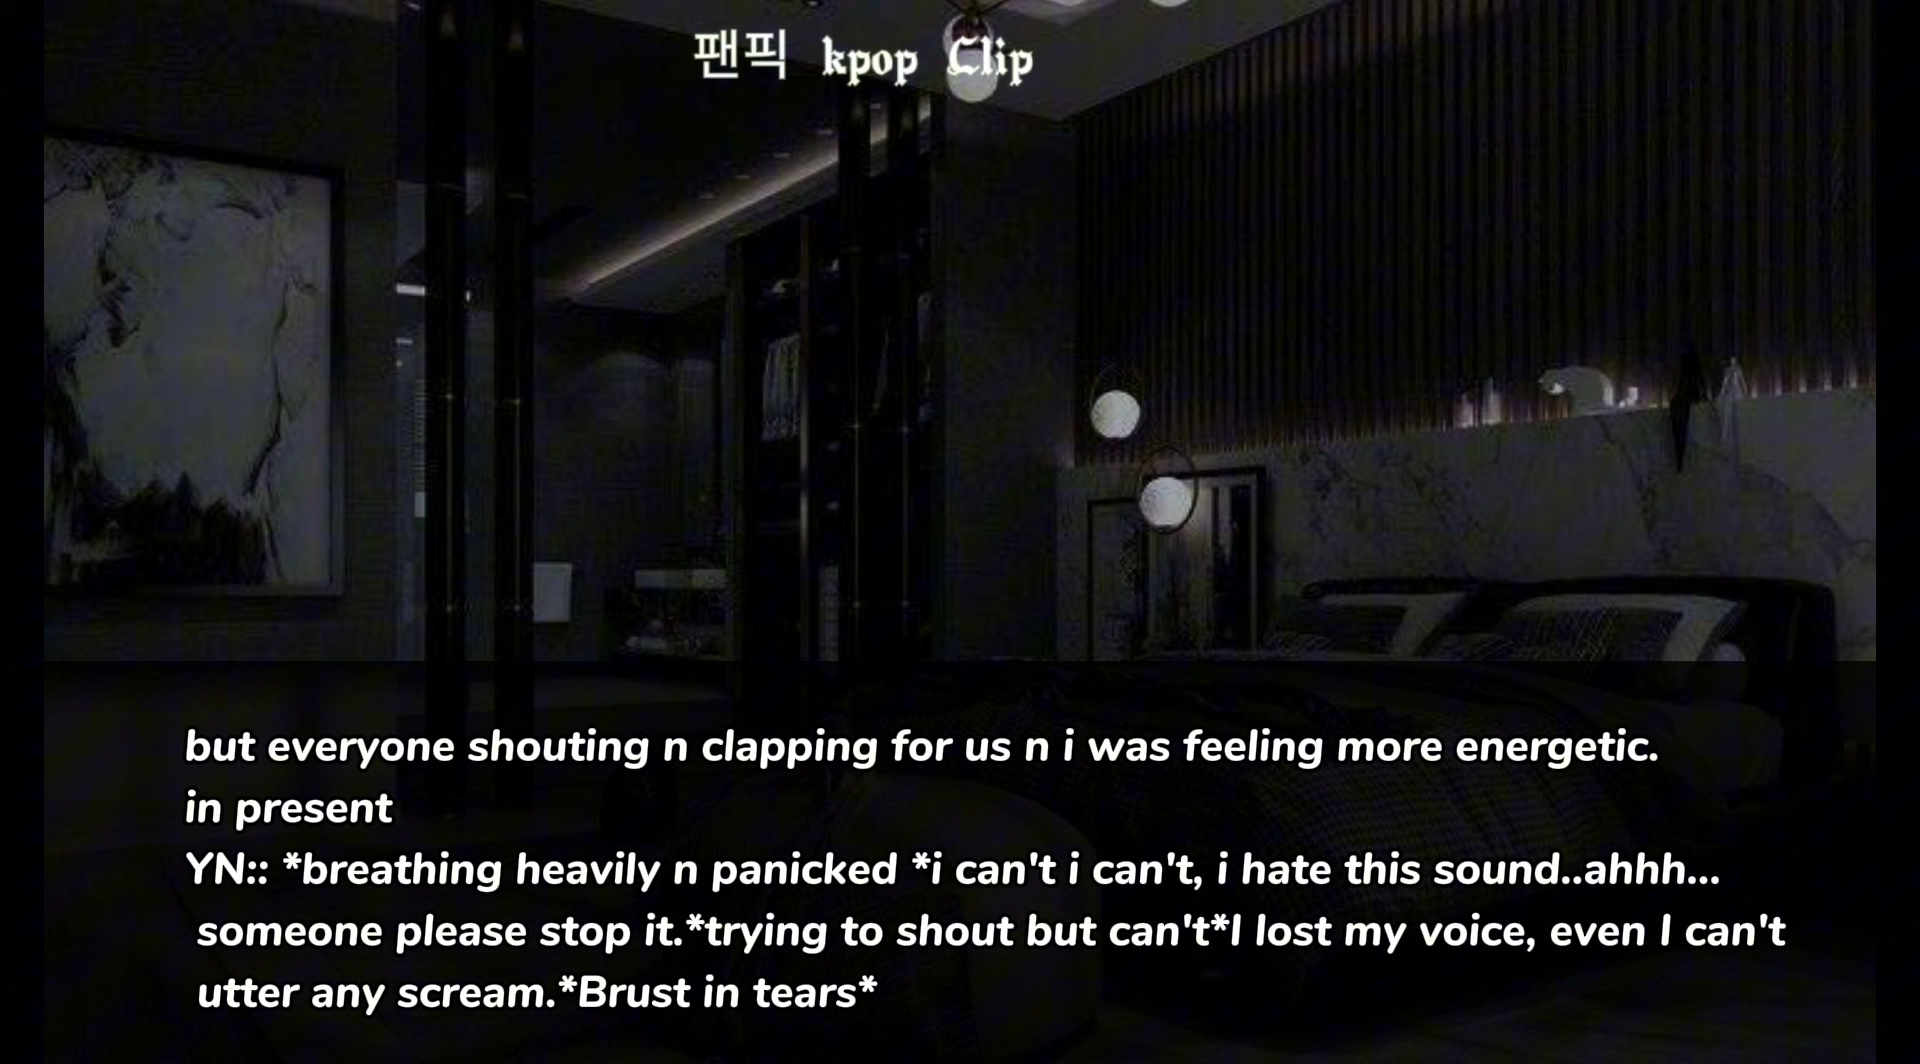 팬픽 kpop Clip
but everyone shouting n clapping for us n i was feeling more energetic.
in present
YN:: *breathing heavily n panicked *i can't i can't, i hate this sound..ahhh...
someone please stop it.*trying to shout but can't*I lost my voice, even I can't
utter any scream.*Brust in tears*